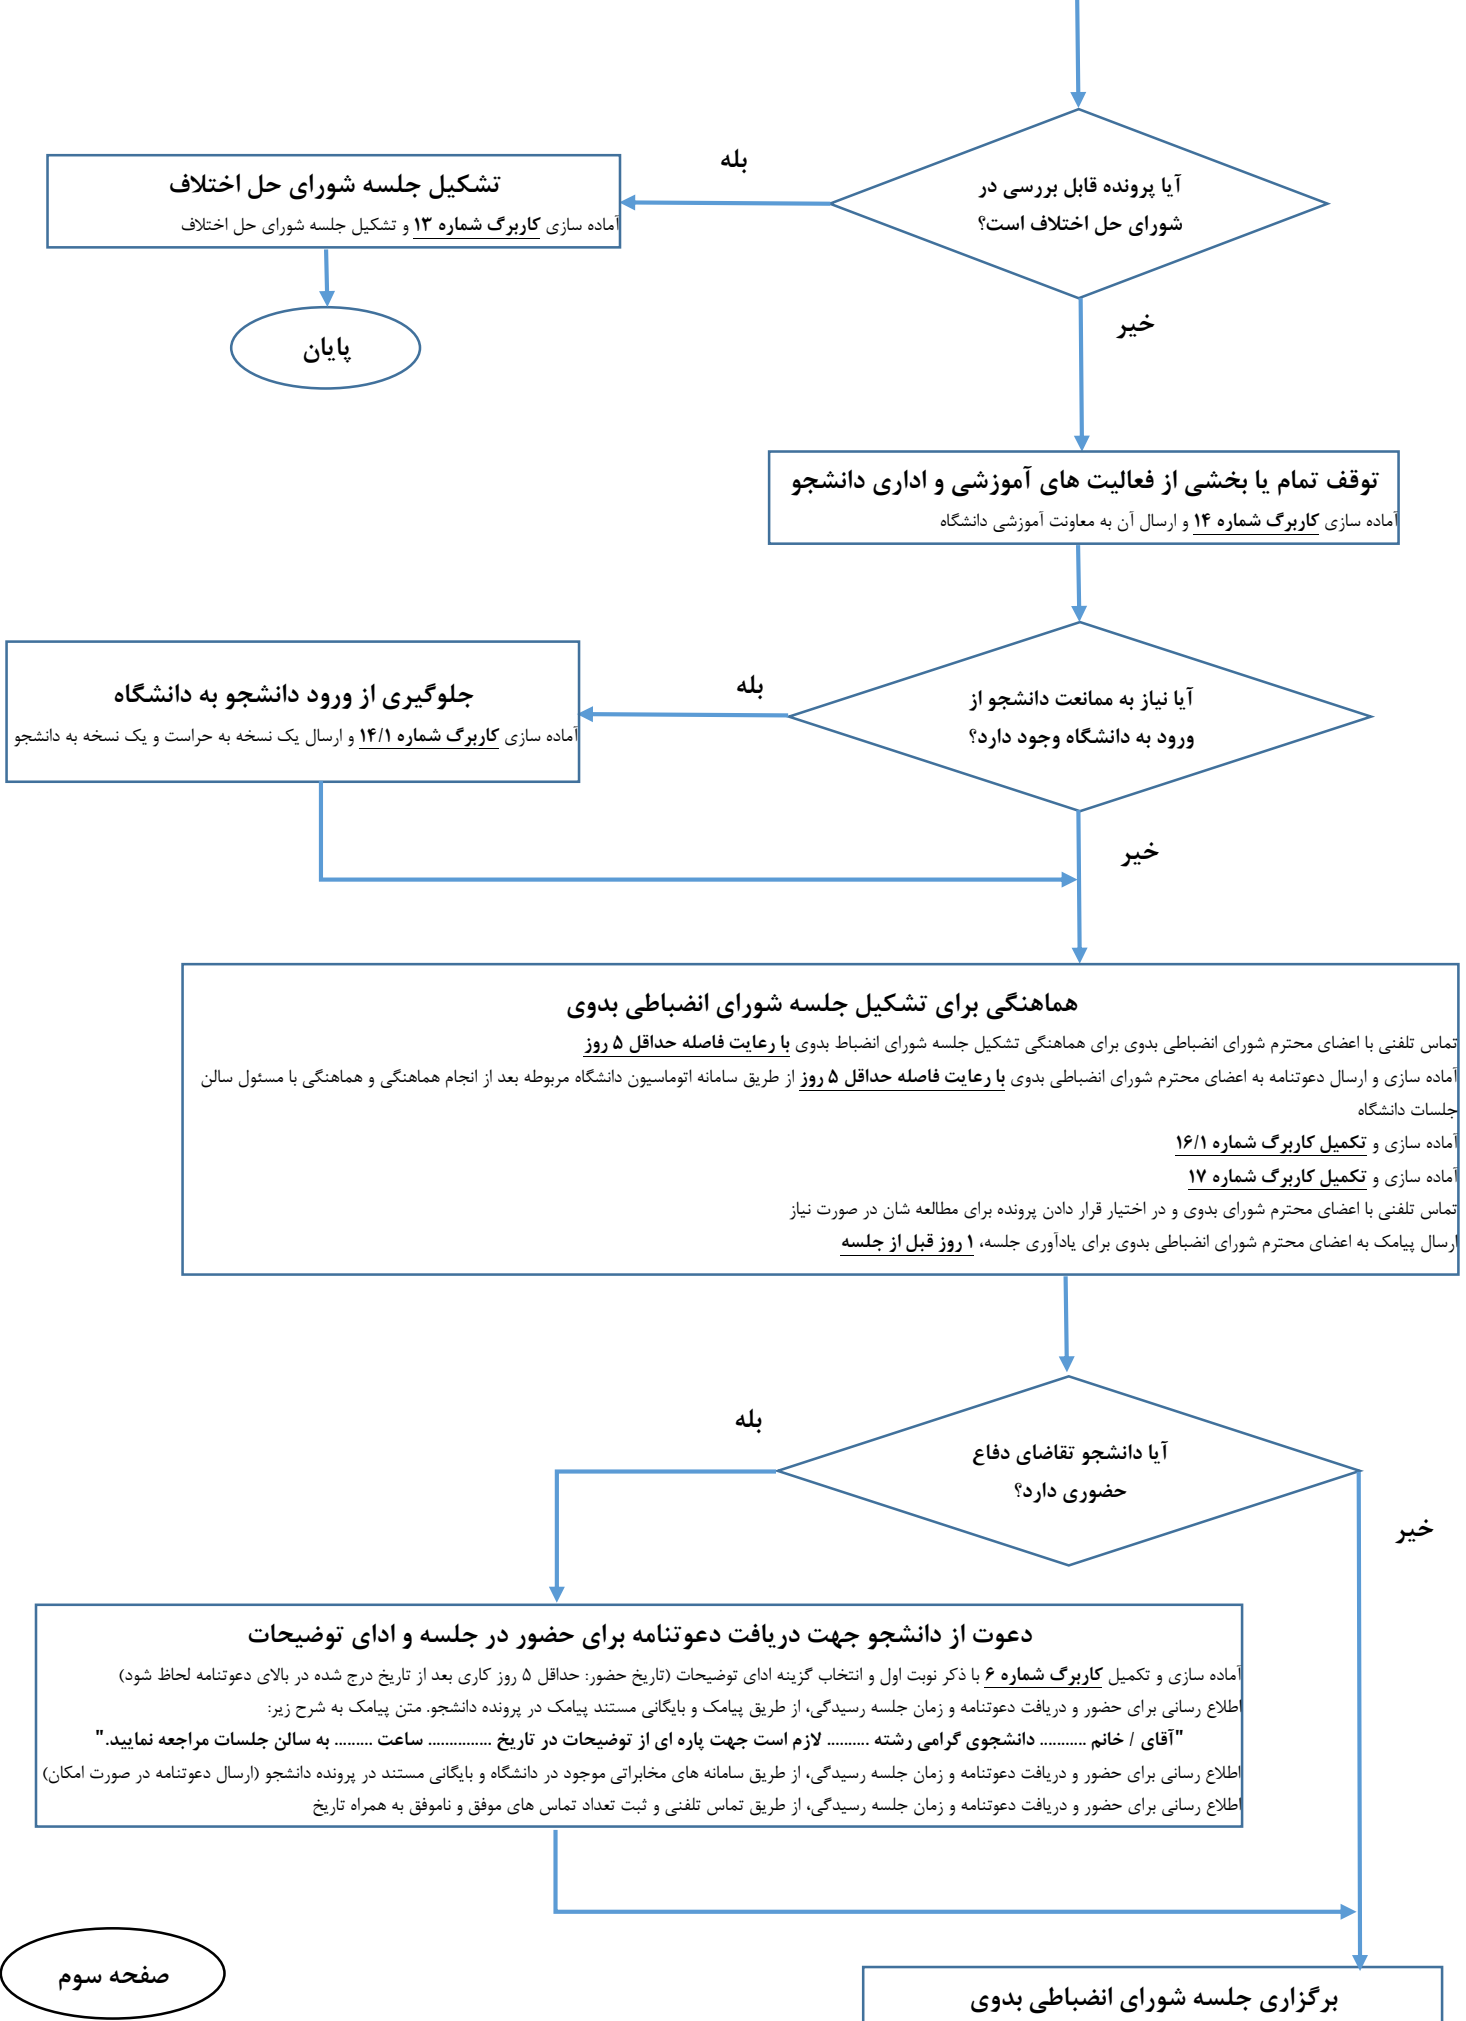 آیا پرونده قابل بررسی در
شورای حل اختلاف است؟
بله
تشکیل جلسه شورای حل اختلاف
آماده سازی کاربرگ شماره ۱۳ و تشکیل جلسه شورای حل اختلاف
پایان
خیر
توقف تمام یا بخشی از فعالیت های آموزشی و اداری دانشجو
آماده سازی کاربرگ شماره ۱۴ و ارسال آن به معاونت آموزشی دانشگاه
آیا نیاز به ممانعت دانشجو از
ورود به دانشگاه وجود دارد؟
بله
جلوگیری از ورود دانشجو به دانشگاه
آماده سازی کاربرگ شماره ۱۴/۱ و ارسال یک نسخه به حراست و یک نسخه به دانشجو
خیر
هماهنگی برای تشکیل جلسه شورای انضباطی بدوی
تماس تلفنی با اعضای محترم شورای انضباطی بدوی برای هماهنگی تشکیل جلسه شورای انضباط بدوی با رعایت فاصله حداقل ۵ روز
آماده سازی و ارسال دعوتنامه به اعضای محترم شورای انضباطی بدوی با رعایت فاصله حداقل ۵ روز از طریق سامانه اتوماسیون دانشگاه مربوطه بعد از انجام هماهنگی و هماهنگی با مسئول سالن
جلسات دانشگاه
آماده سازی و تکمیل کاربرگ شماره ۱۶/۱
آماده سازی و تکمیل کاربرگ شماره ۱۷
تماس تلفنی با اعضای محترم شورای بدوی و در اختیار قرار دادن پرونده برای مطالعه شان در صورت نیاز
ارسال پیامک به اعضای محترم شورای انضباطی بدوی برای یادآوری جلسه، ۱ روز قبل از جلسه
آیا دانشجو تقاضای دفاع
حضوری دارد؟
بله
خیر
دعوت از دانشجو جهت دریافت دعوتنامه برای حضور در جلسه و ادای توضیحات
آماده سازی و تکمیل کاربرگ شماره ۶ با ذکر نوبت اول و انتخاب گزینه ادای توضیحات (تاریخ حضور: حداقل ۵ روز کاری بعد از تاریخ درج شده در بالای دعوتنامه لحاظ شود)
اطلاع رسانی برای حضور و دریافت دعوتنامه و زمان جلسه رسیدگی، از طریق پیامک و بایگانی مستند پیامک در پرونده دانشجو. متن پیامک به شرح زیر:
"آقای / خانم ........... دانشجوی گرامی رشته .......... لازم است جهت پاره ای از توضیحات در تاریخ ............... ساعت ......... به سالن جلسات مراجعه نمایید."
اطلاع رسانی برای حضور و دریافت دعوتنامه و زمان جلسه رسیدگی، از طریق سامانه های مخابراتی موجود در دانشگاه و بایگانی مستند در پرونده دانشجو (ارسال دعوتنامه در صورت امکان)
اطلاع رسانی برای حضور و دریافت دعوتنامه و زمان جلسه رسیدگی، از طریق تماس تلفنی و ثبت تعداد تماس های موفق و ناموفق به همراه تاریخ
صفحه سوم
برگزاری جلسه شورای انضباطی بدوی